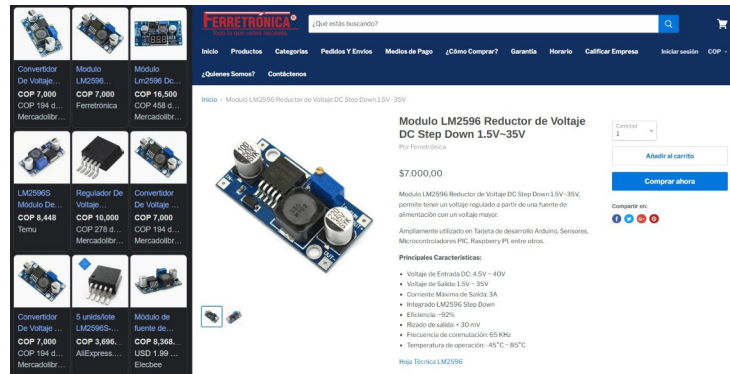 Convertidor
De Voltaje...
COP 7,000
COP 194 d...
Mercadolibr...
Modulo
LM2596...
COP 7,000
Ferretrónica
Módulo
Lm2596 Dc...
COP 16,500
COP 458 d...
Mercadolibr...
LM2596S
Módulo De...
COP 8,448
Temu
Regulador De
Voltaje...
COP 10,000
COP 278 d...
Mercadolibr...
Convertidor
De Voltaje ...
COP 7,000
COP 194 d...
Mercadolibr...
Convertidor
De Voltaje ...
COP 7,000
COP 194 d...
Mercadolibr...
5 unids/lote
LM2596S-...
COP 3,696.
AliExpress....
Módulo de
fuente de...
COP 8,368.
USD 1.99 ...
Elecbee
FERRETRÓNICA®
Todo lo que usted necesita
¿Qué estás buscando?
Inicio Productos Categorías Pedidos Y Envíos Medios de Pago ¿Cómo Comprar? Garantía Horario Calificar Empresa Iniciar sesión COP
¿Quienes Somos? Contáctenos
Inicio › Modulo LM2596 Reductor de Voltaje DC Step Down 1.5V -35V
Modulo LM2596 Reductor de Voltaje
DC Step Down 1.5V~35V
Por Ferretrónica
$7.000,00
Modulo LM2596 Reductor de Voltaje DC Step Down 1.5V~35V,
permite tener un voltaje regulado a partir de una fuente de
alimentación con un voltaje mayor.
Ampliamente utilizado en Tarjeta de desarrollo Arduino, Sensores,
Microcontroladores PIC, Raspberry PI, entre otros.
Principales Características:
• Voltaje de Entrada DC: 4.5V ~ 40V
• Voltaje de Salida: 1.5V ~ 35V
• Corriente Máxima de Salida: 3A
• Integrado LM2596 Step Down
• Eficiencia: ~92%
• Rizado de salida: < 30 mV
• Frecuencia de conmutación: 65 KHz
• Temperatura de operación: -45°C ~ 85°C
Hoja Técnica LM2596
Cantidad
1
Añadir al carrito
Comprar ahora
Compartir en:
OUT-